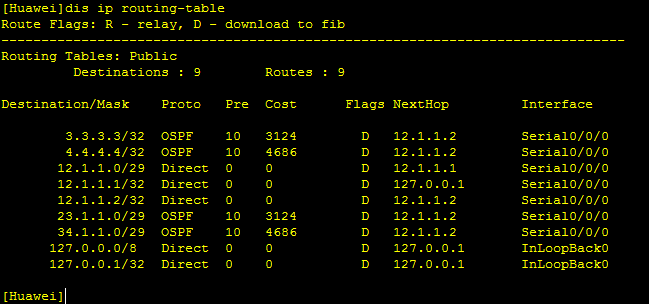 [Huawei]dis ip routing-table
Route Flags: R - relay, D - download to fib
------------------------------------------------------------------------------
Routing Tables: Public
         Destinations : 9        Routes : 9

Destination/Mask    Proto   Pre  Cost      Flags NextHop         Interface

        3.3.3.3/32  OSPF    10   3124        D   12.1.1.2        Serial0/0/0
        4.4.4.4/32  OSPF    10   4686        D   12.1.1.2        Serial0/0/0
       12.1.1.0/29  Direct  0    0           D   12.1.1.1        Serial0/0/0
       12.1.1.1/32  Direct  0    0           D   127.0.0.1       Serial0/0/0
       12.1.1.2/32  Direct  0    0           D   12.1.1.2        Serial0/0/0
       23.1.1.0/29  OSPF    10   3124        D   12.1.1.2        Serial0/0/0
       34.1.1.0/29  OSPF    10   4686        D   12.1.1.2        Serial0/0/0
      127.0.0.0/8   Direct  0    0           D   127.0.0.1       InLoopBack0
      127.0.0.1/32  Direct  0    0           D   127.0.0.1       InLoopBack0

[Huawei]